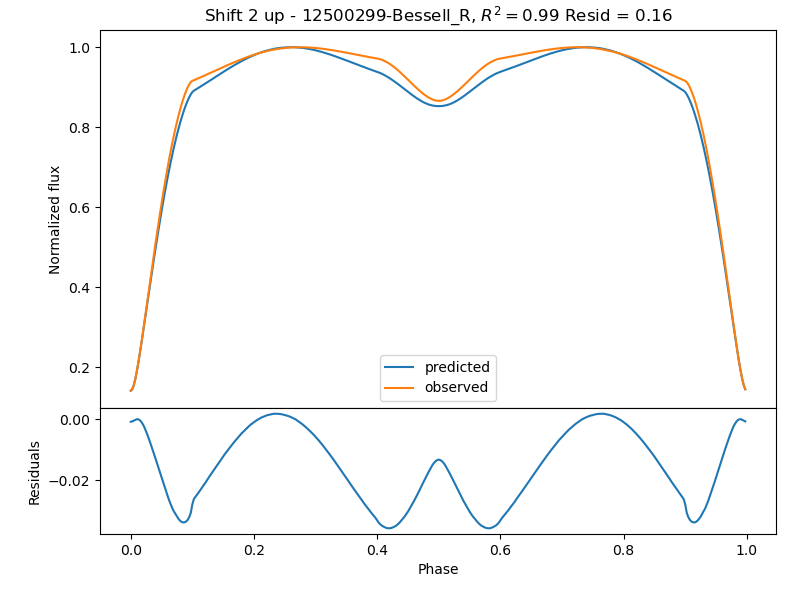 Shift 2 up - 12500299-Bessell_R, $R^2 = 0.99$ Resid = 0.16
Normalized flux
1.0
0.8
0.6
0.4
0.2
predicted
observed
Residuals
0.00
−0.02
0.0 0.2 0.4 0.6 0.8 1.0
Phase